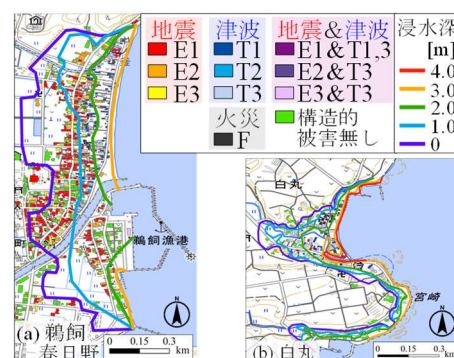 地震
E1
E2
E3
津波
T1
T2
T3
地震&津波
E1&T1,3
E2&T3
E3&T3
火災
F
構造的
被害無し
浸水深
[m]
4.0
3.0
2.0
1.0
0
鵜飼漁港
町
N
(a) 鵜飼
春日野
0 0.15 0.3
km
白丸
宮崎
N
(b) 白丸
0 0.15 0.3
km